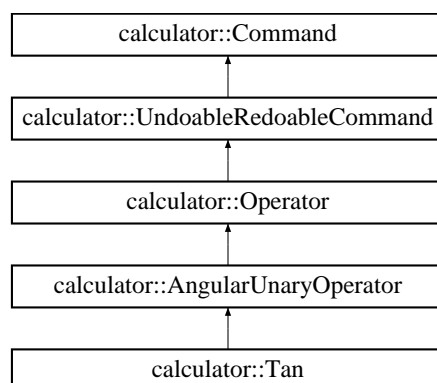 calculator::Command
calculator::UndoableRedoableCommand
calculator::Operator
calculator::AngularUnaryOperator
calculator::Tan